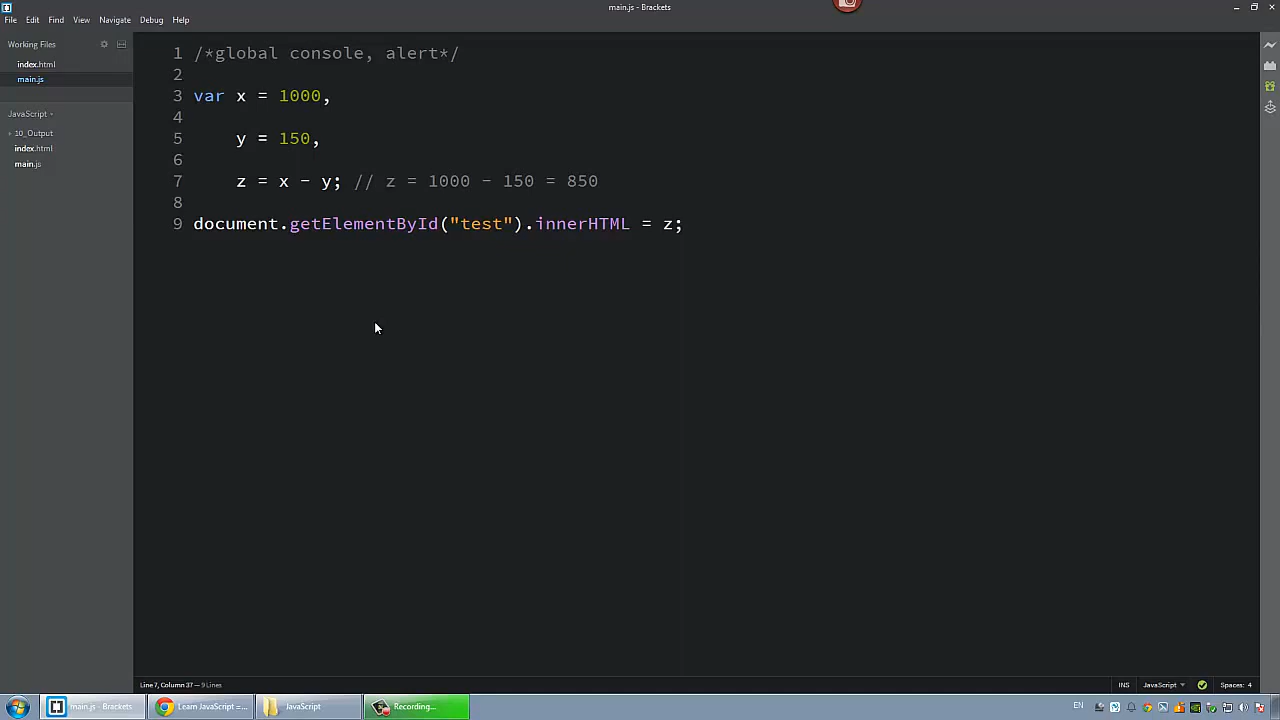 main.js - Brackets
File Edit Find View Navigate Debug Help
Working Files
index.html
main.js
JavaScript
10_Output
index.html
main.js
1 /*global console, alert*/
2
3 var x = 1000,
4
5 y = 150,
6
7 z = x - y; // z = 1000 - 150 = 850
8
9 document.getElementById("test").innerHTML = z;
Line 7, Column 37 — 9 Lines
INS JavaScript Spaces: 4
main.js - Brackets
Learn JavaScript =...
JavaScript
Recording...
EN